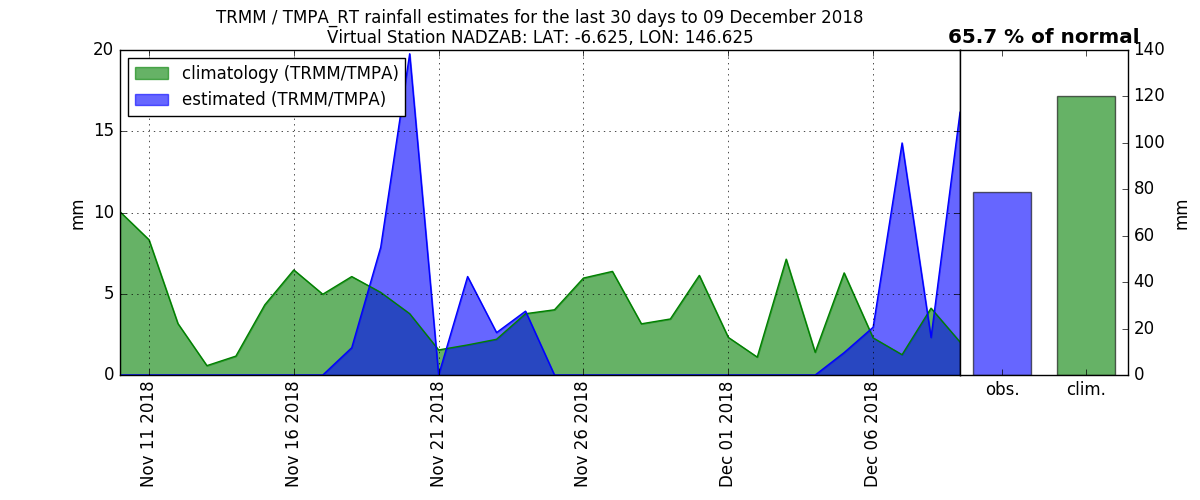 TRMM / TMPA_RT rainfall estimates for the last 30 days to 09 December 2018
Virtual Station NADZAB: LAT: -6.625, LON: 146.625
65.7 % of normal
climatology (TRMM/TMPA)
estimated (TRMM/TMPA)
20
15
10
5
0
mm
Nov 11 2018
Nov 16 2018
Nov 21 2018
Nov 26 2018
Dec 01 2018
Dec 06 2018
140
120
100
80
60
40
20
0
mm
obs.
clim.